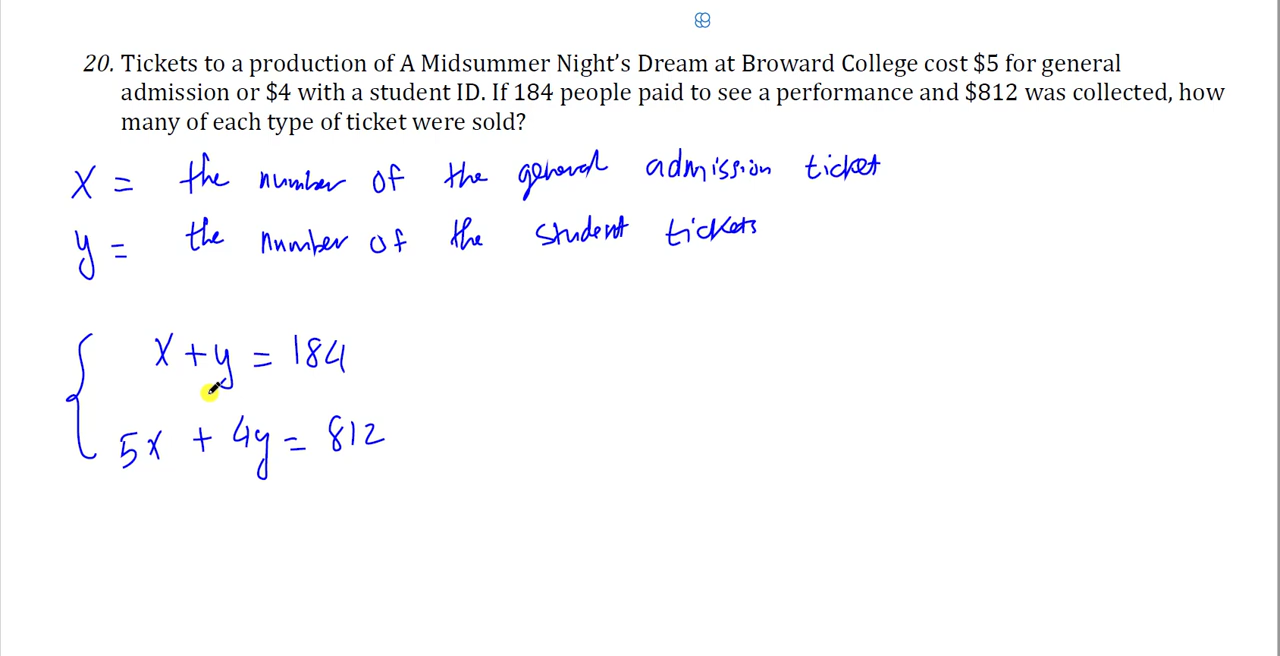 20. Tickets to a production of A Midsummer Night's Dream at Broward College cost $5 for general
admission or $4 with a student ID. If 184 people paid to see a performance and $812 was collected, how
many of each type of ticket were sold?
x = the number of the general admission ticket
y = the number of the student tickets
x + y = 184
5x + 4y = 812